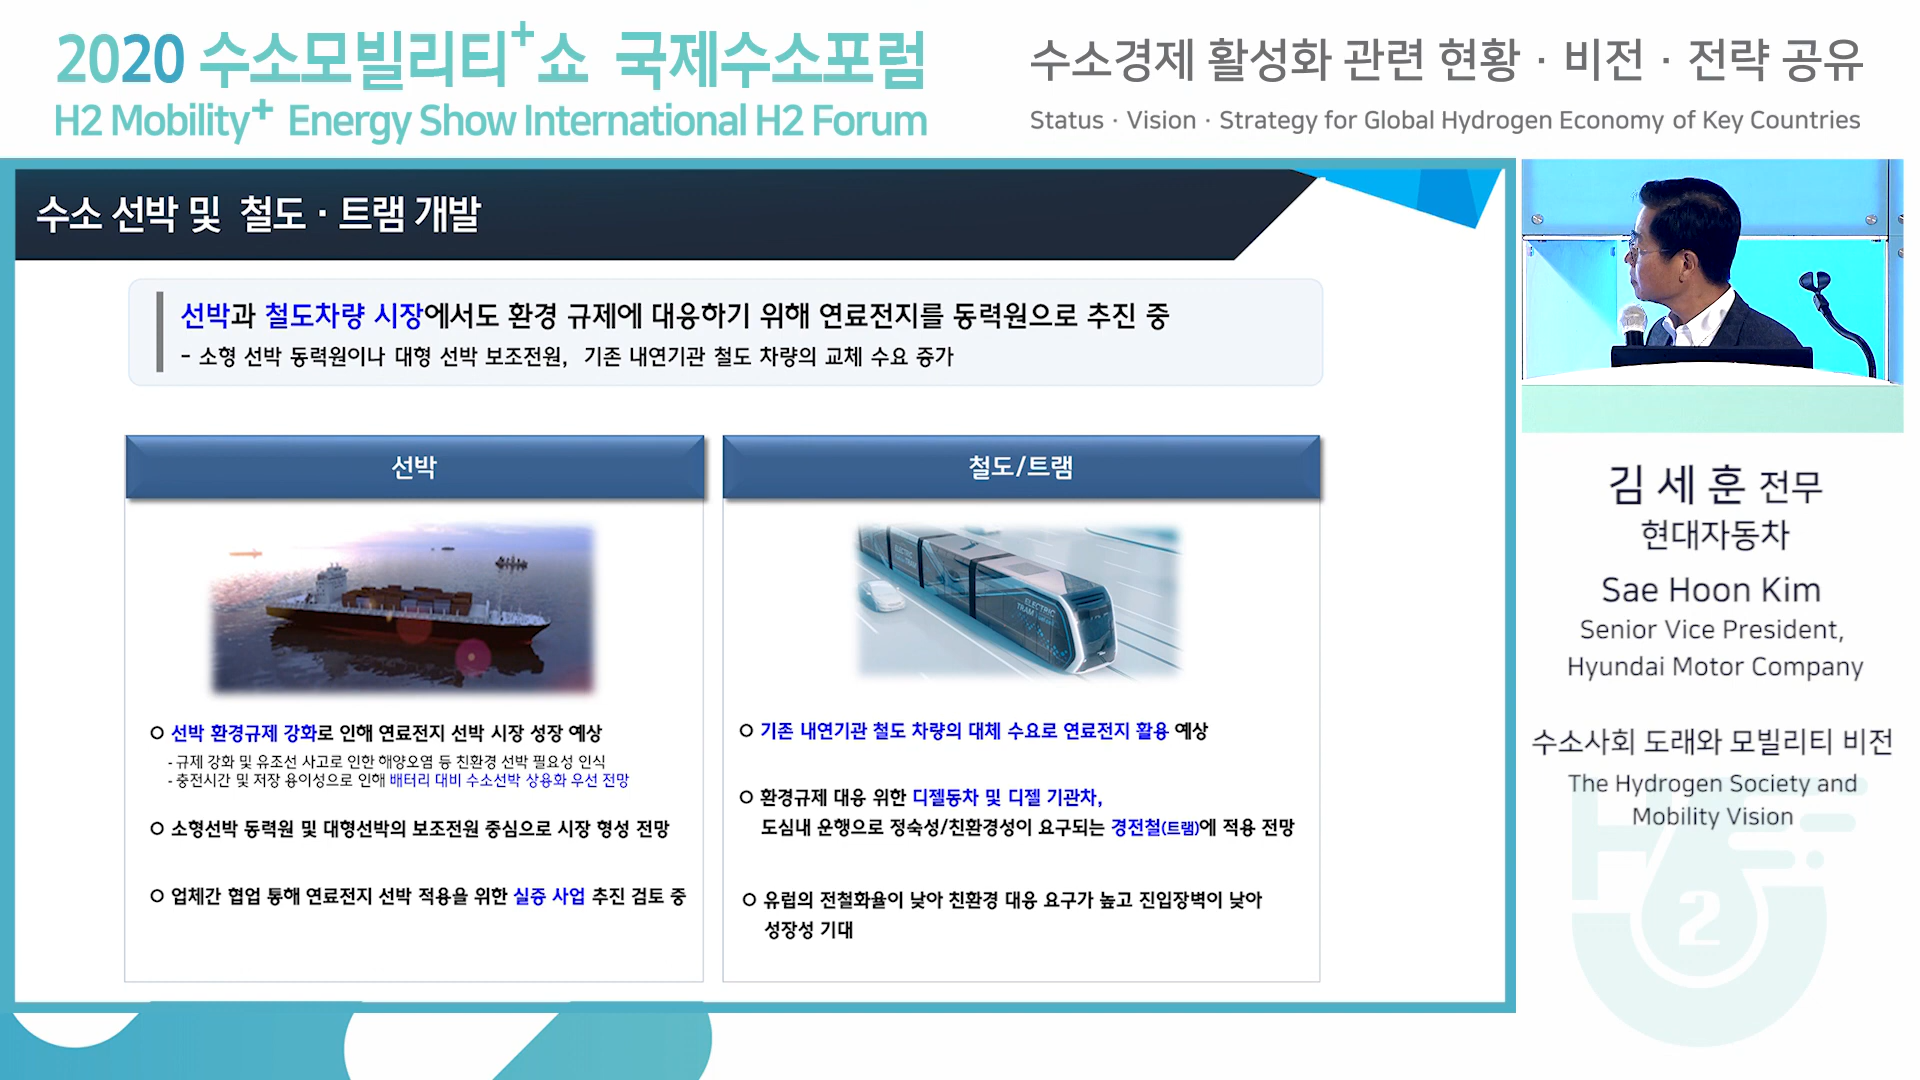 2020 수소모빌리티+쇼 국제수소포럼
H2 Mobility+ Energy Show International H2 Forum
수소경제 활성화 관련 현황 · 비전 · 전략 공유
Status · Vision · Strategy for Global Hydrogen Economy of Key Countries
수소 선박 및 철도 · 트램 개발
선박과 철도차량 시장에서도 환경 규제에 대응하기 위해 연료전지를 동력원으로 추진 중
- 소형 선박 동력원이나 대형 선박 보조전원, 기존 내연기관 철도 차량의 교체 수요 증가
선박
○ 선박 환경규제 강화로 인해 연료전지 선박 시장 성장 예상
- 규제 강화 및 유조선 사고로 인한 해양오염 등 친환경 선박 필요성 인식
- 충전시간 및 저장 용이성으로 인해 배터리 대비 수소선박 상용화 우선 전망
○ 소형선박 동력원 및 대형선박의 보조전원 중심으로 시장 형성 전망
○ 업체간 협업 통해 연료전지 선박 적용을 위한 실증 사업 추진 검토 중
철도/트램
ELECTRIC
TRAM
○ 기존 내연기관 철도 차량의 대체 수요로 연료전지 활용 예상
○ 환경규제 대응 위한 디젤동차 및 디젤 기관차,
도심내 운행으로 정숙성/친환경성이 요구되는 경전철(트램)에 적용 전망
○ 유럽의 전철화율이 낮아 친환경 대응 요구가 높고 진입장벽이 낮아
성장성 기대
김 세 훈 전무
현대자동차
Sae Hoon Kim
Senior Vice President,
Hyundai Motor Company
수소사회 도래와 모빌리티 비전
The Hydrogen Society and
Mobility Vision
H
2